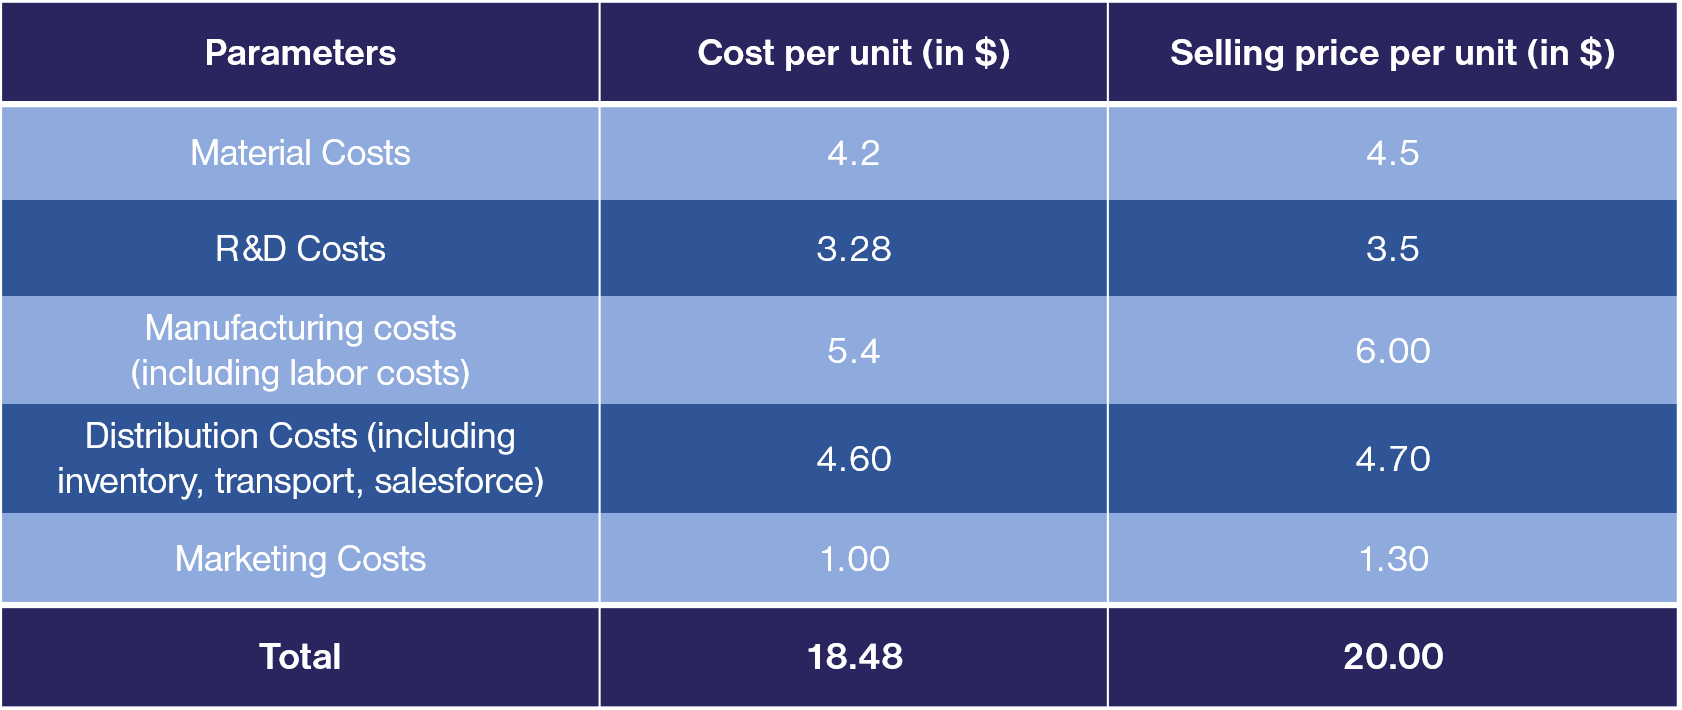 Parameters Cost per unit (in $) Selling price per unit (in $)
Material Costs 4.2 4.5
R&D Costs 3.28 3.5
Manufacturing costs
(including labor costs) 5.4 6.00
Distribution Costs (including
inventory, transport, salesforce) 4.60 4.70
Marketing Costs 1.00 1.30
Total 18.48 20.00